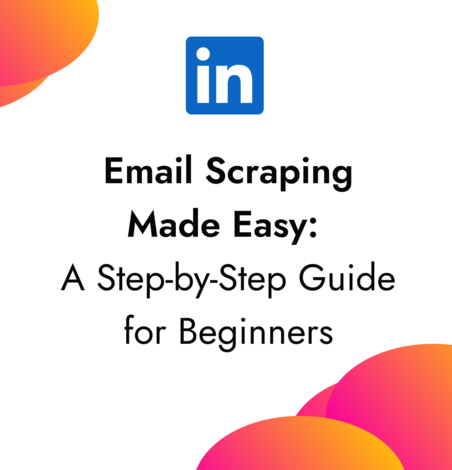 in
Email Scraping
Made Easy:
A Step-by-Step Guide
for Beginners